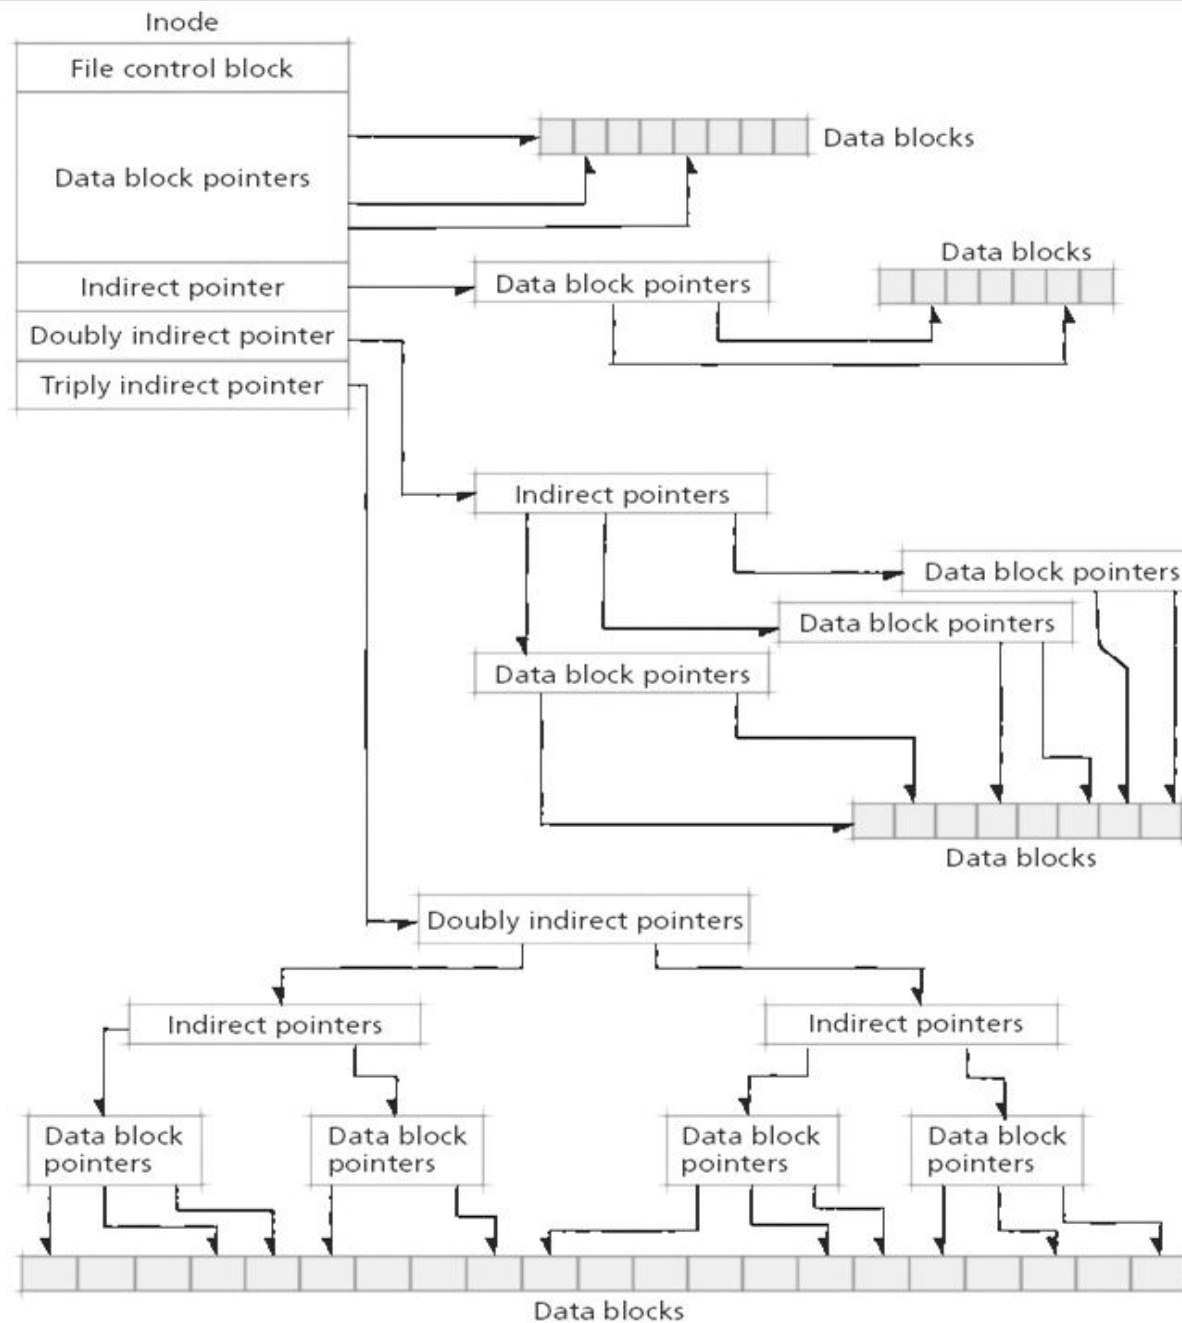 Inode
File control block
Data block pointers
Data blocks
Data blocks
Indirect pointer
Data block pointers
Doubly indirect pointer
Triply indirect pointer
Indirect pointers
Data block pointers
Data block pointers
Data block pointers
Data blocks
Doubly indirect pointers
Indirect pointers
Indirect pointers
Data block
pointers
Data block
pointers
Data block
pointers
Data block
pointers
Data blocks